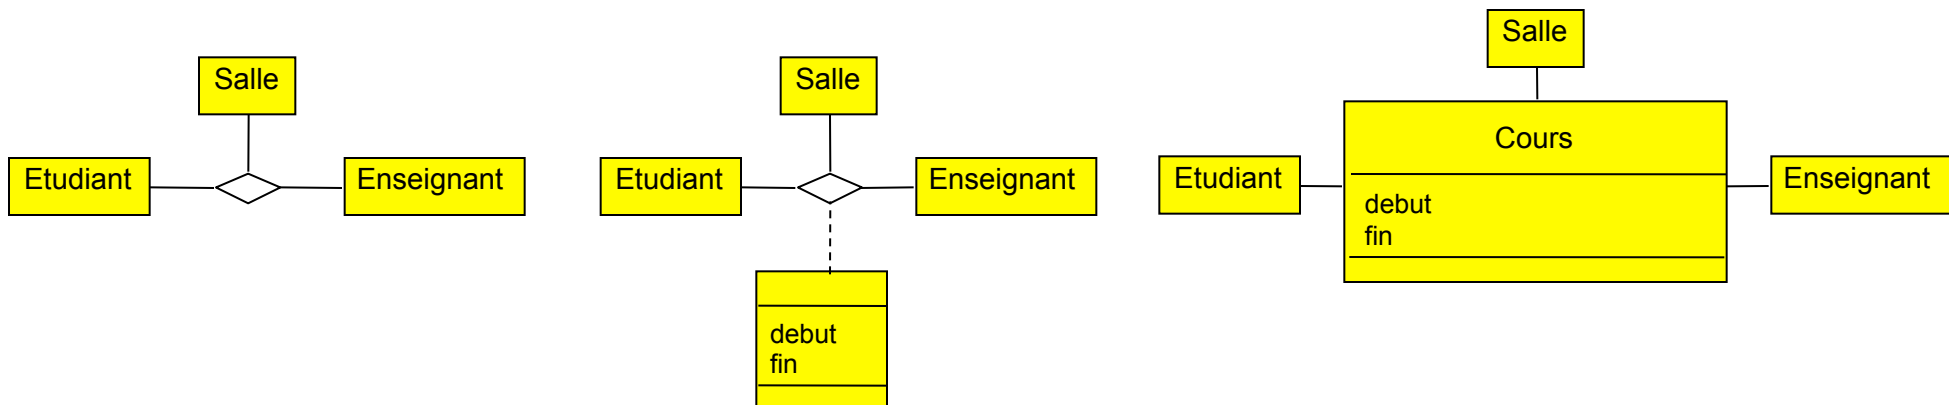 Salle
Etudiant
Enseignant
Salle
Etudiant
Enseignant
debut
fin
Salle
Cours
Etudiant
debut
fin
Enseignant